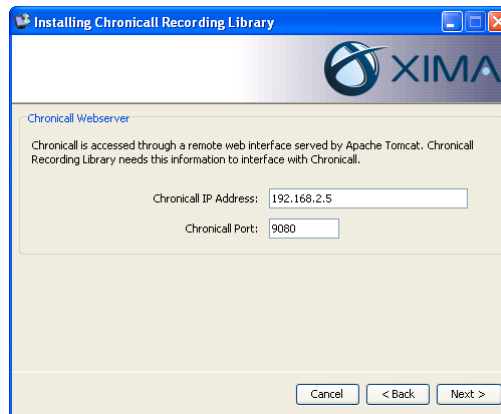 Installing Chronicall Recording Library
XIMA
Chronicall Webserver
Chronicall is accessed through a remote web interface served by Apache Tomcat. Chronicall
Recording Library needs this information to interface with Chronicall.
Chronicall IP Address: 192.168.2.5
Chronicall Port: 9080
Cancel < Back Next >